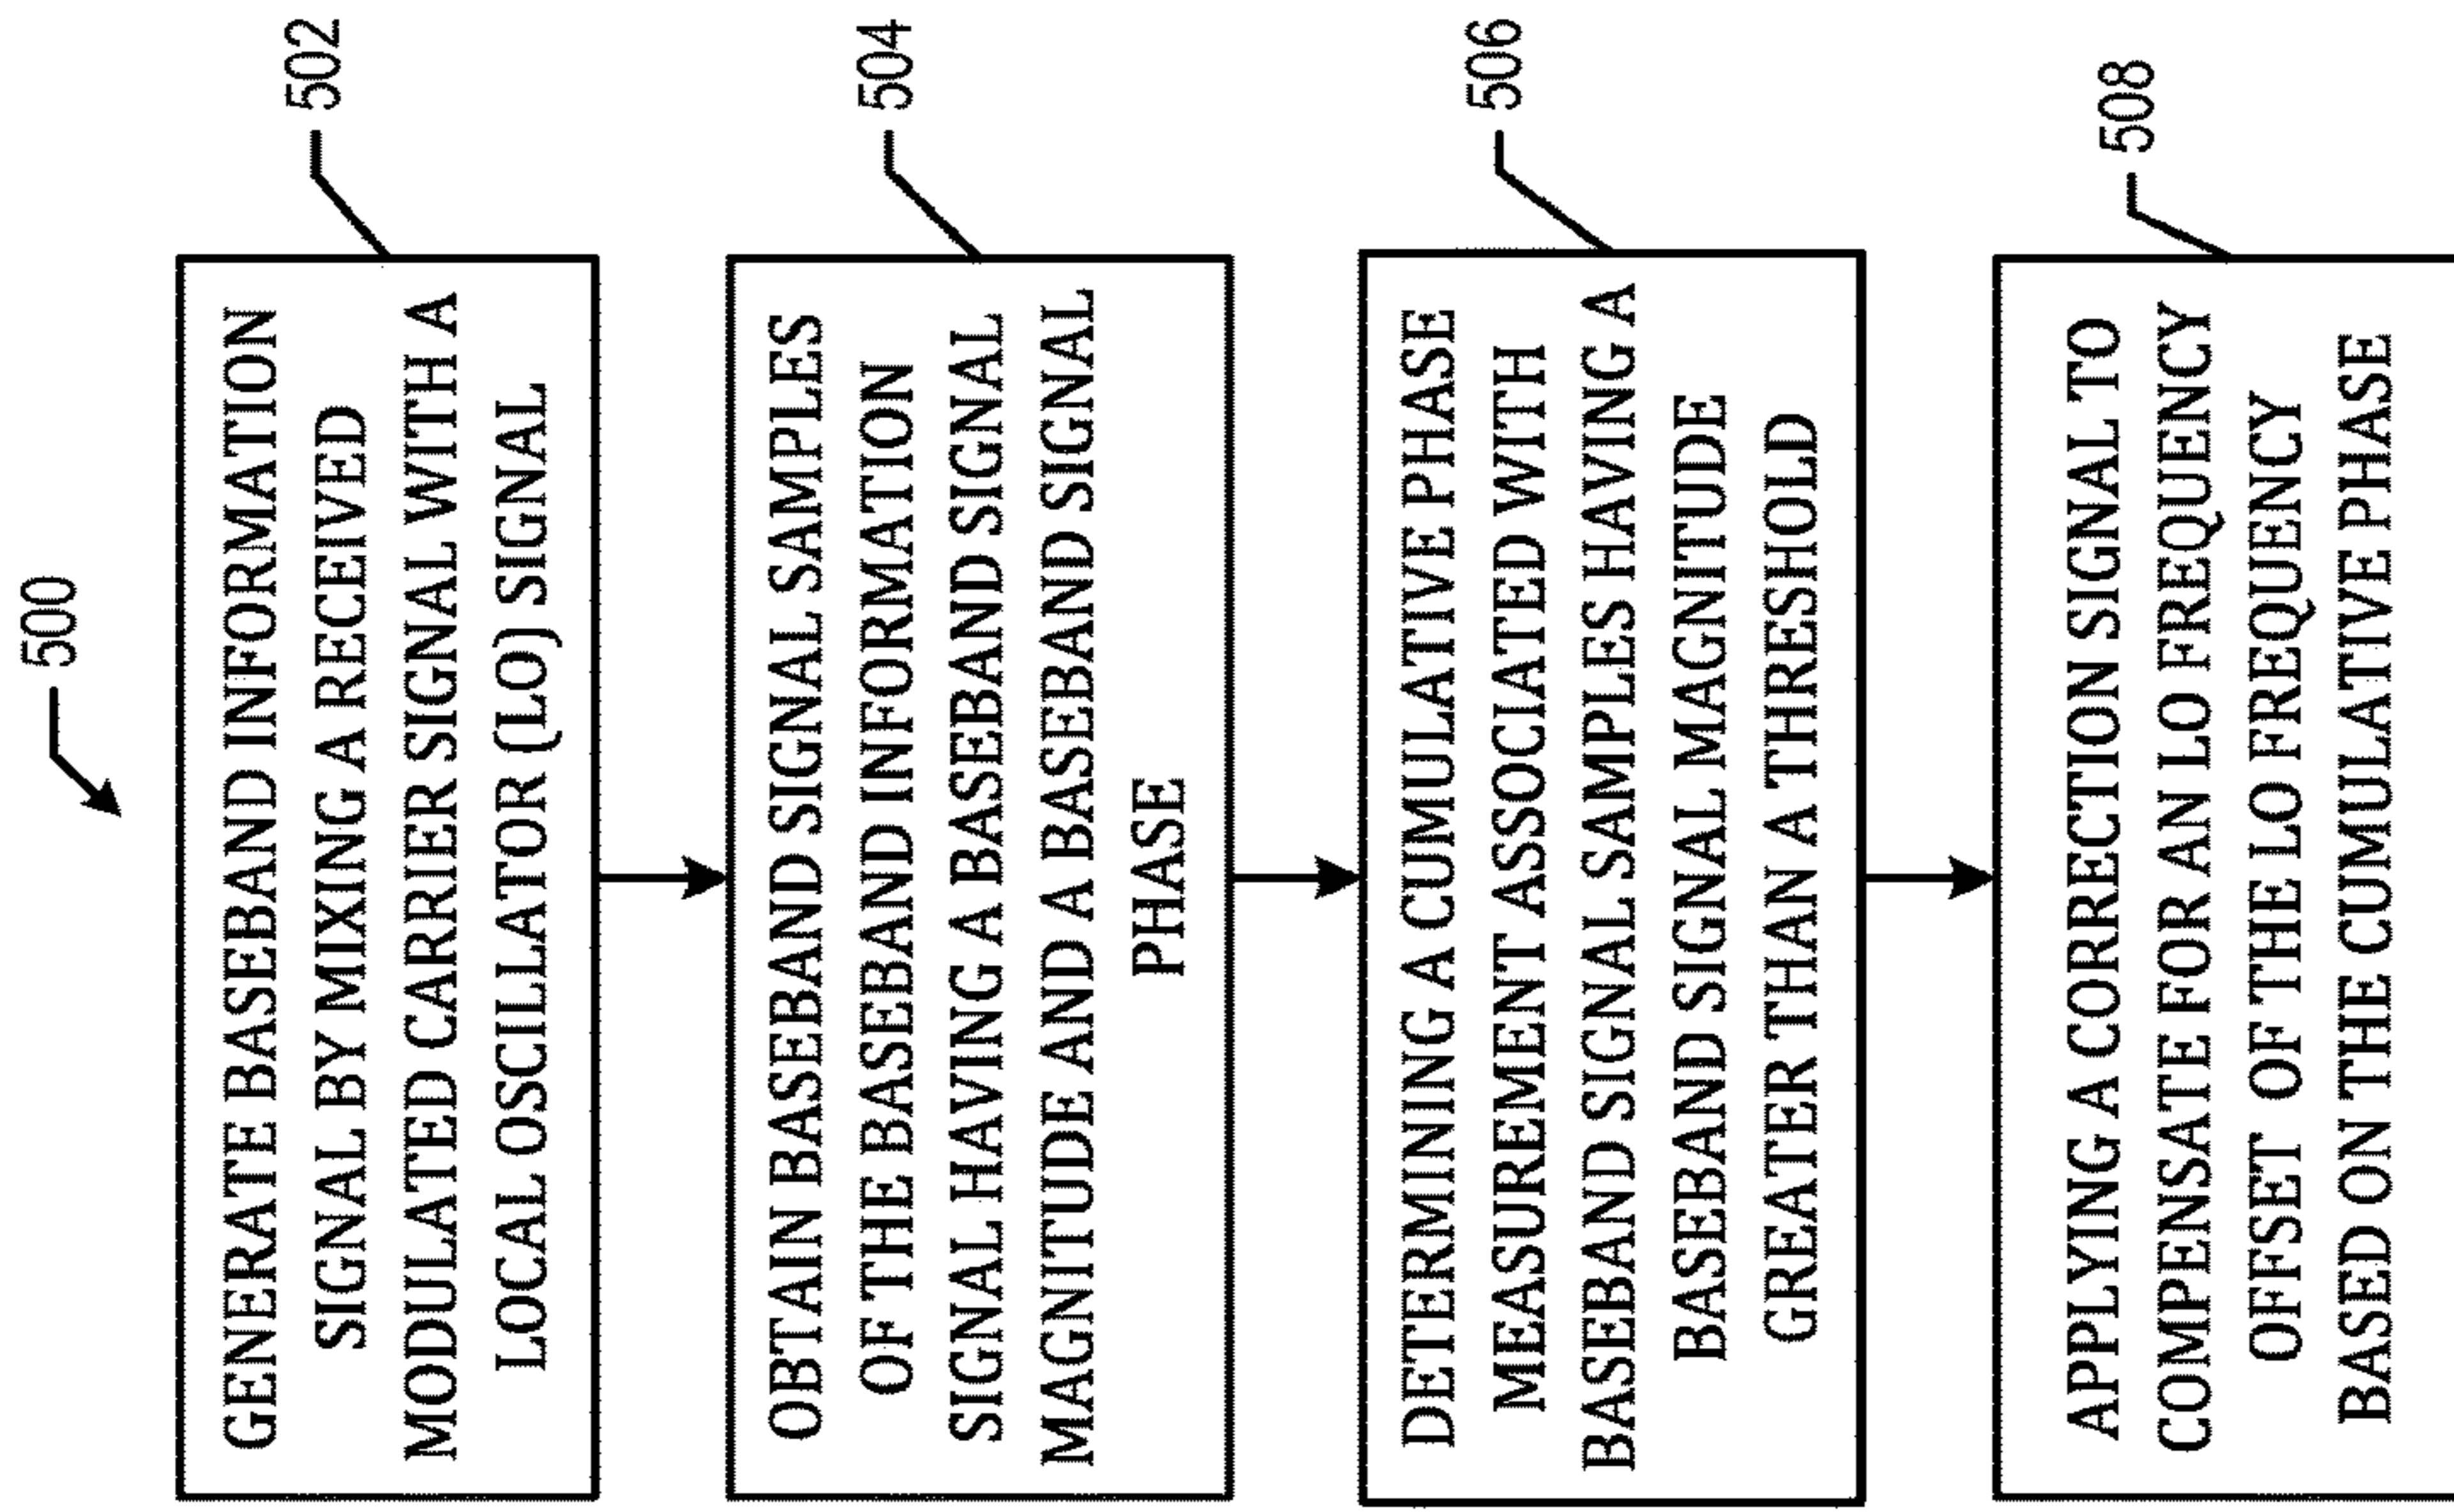 500
502
GENERATE BASEBAND INFORMATION
SIGNAL BY MIXING A RECEIVED
MODULATED CARRIER SIGNAL WITH A
LOCAL OSCILLATOR (LO) SIGNAL
504
OBTAIN BASEBAND SIGNAL SAMPLES
OF THE BASEBAND INFORMATION
SIGNAL HAVING A BASEBAND SIGNAL
MAGNITUDE AND A BASEBAND SIGNAL
PHASE
506
DETERMINING A CUMULATIVE PHASE
MEASUREMENT ASSOCIATED WITH
BASEBAND SIGNAL SAMPLES HAVING A
BASEBAND SIGNAL MAGNITUDE
GREATER THAN A THRESHOLD
508
APPLYING A CORRECTION SIGNAL TO
COMPENSATE FOR AN LO FREQUENCY
OFFSET OF THE LO FREQUENCY
BASED ON THE CUMULATIVE PHASE